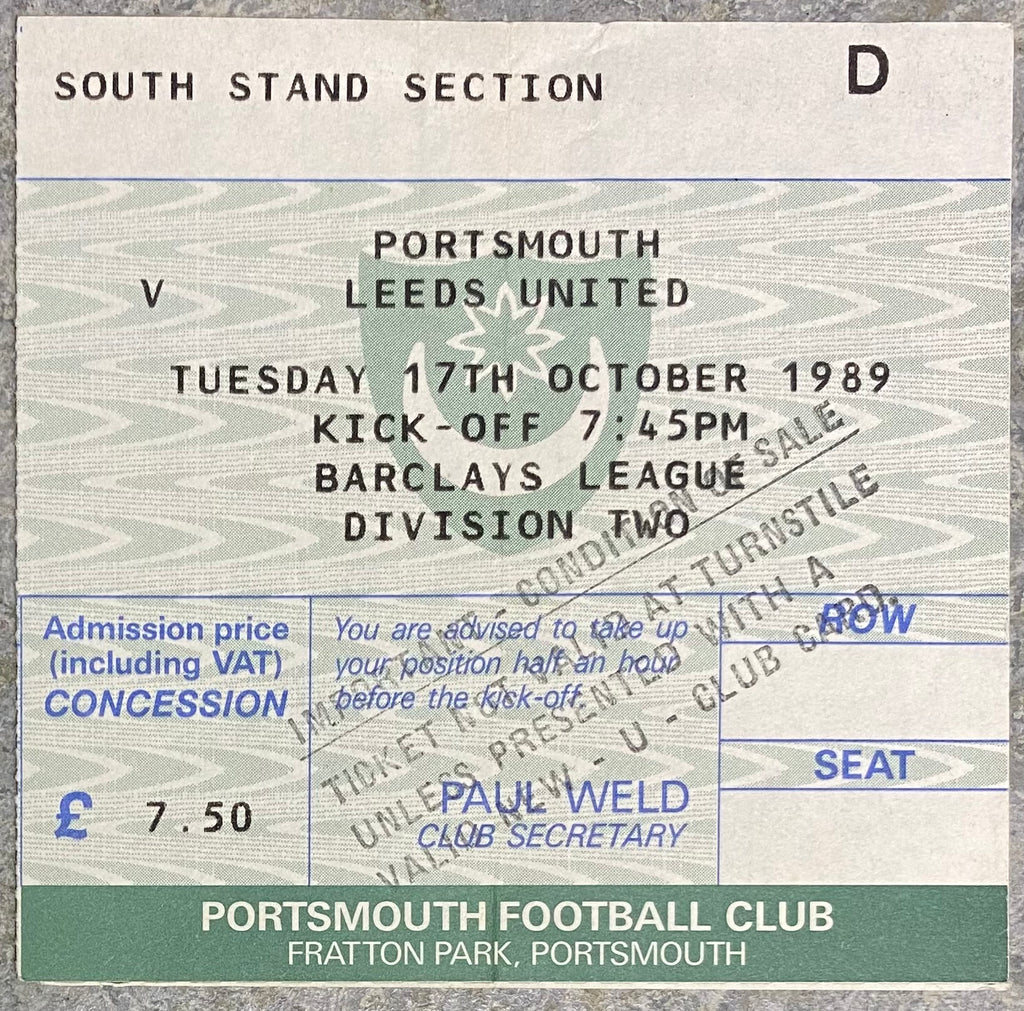 SOUTH STAND SECTION D
PORTSMOUTH
V LEEDS UNITED
TUESDAY 17TH OCTOBER 1989
KICK-OFF 7:45PM
BARCLAYS LEAGUE
DIVISION TWO
Admission price
(including VAT)
CONCESSION
£ 7.50
You are advised to take up
your position half an hour
before the kick-off.
PAUL WELD
CLUB SECRETARY
IMPORTANT - CONDITION OF SALE
TICKET NOT VALID AT TURNSTILE
UNLESS PRESENTED WITH A
VALID NLW - U - CLUB CARD.
ROW
SEAT
PORTSMOUTH FOOTBALL CLUB
FRATTON PARK, PORTSMOUTH